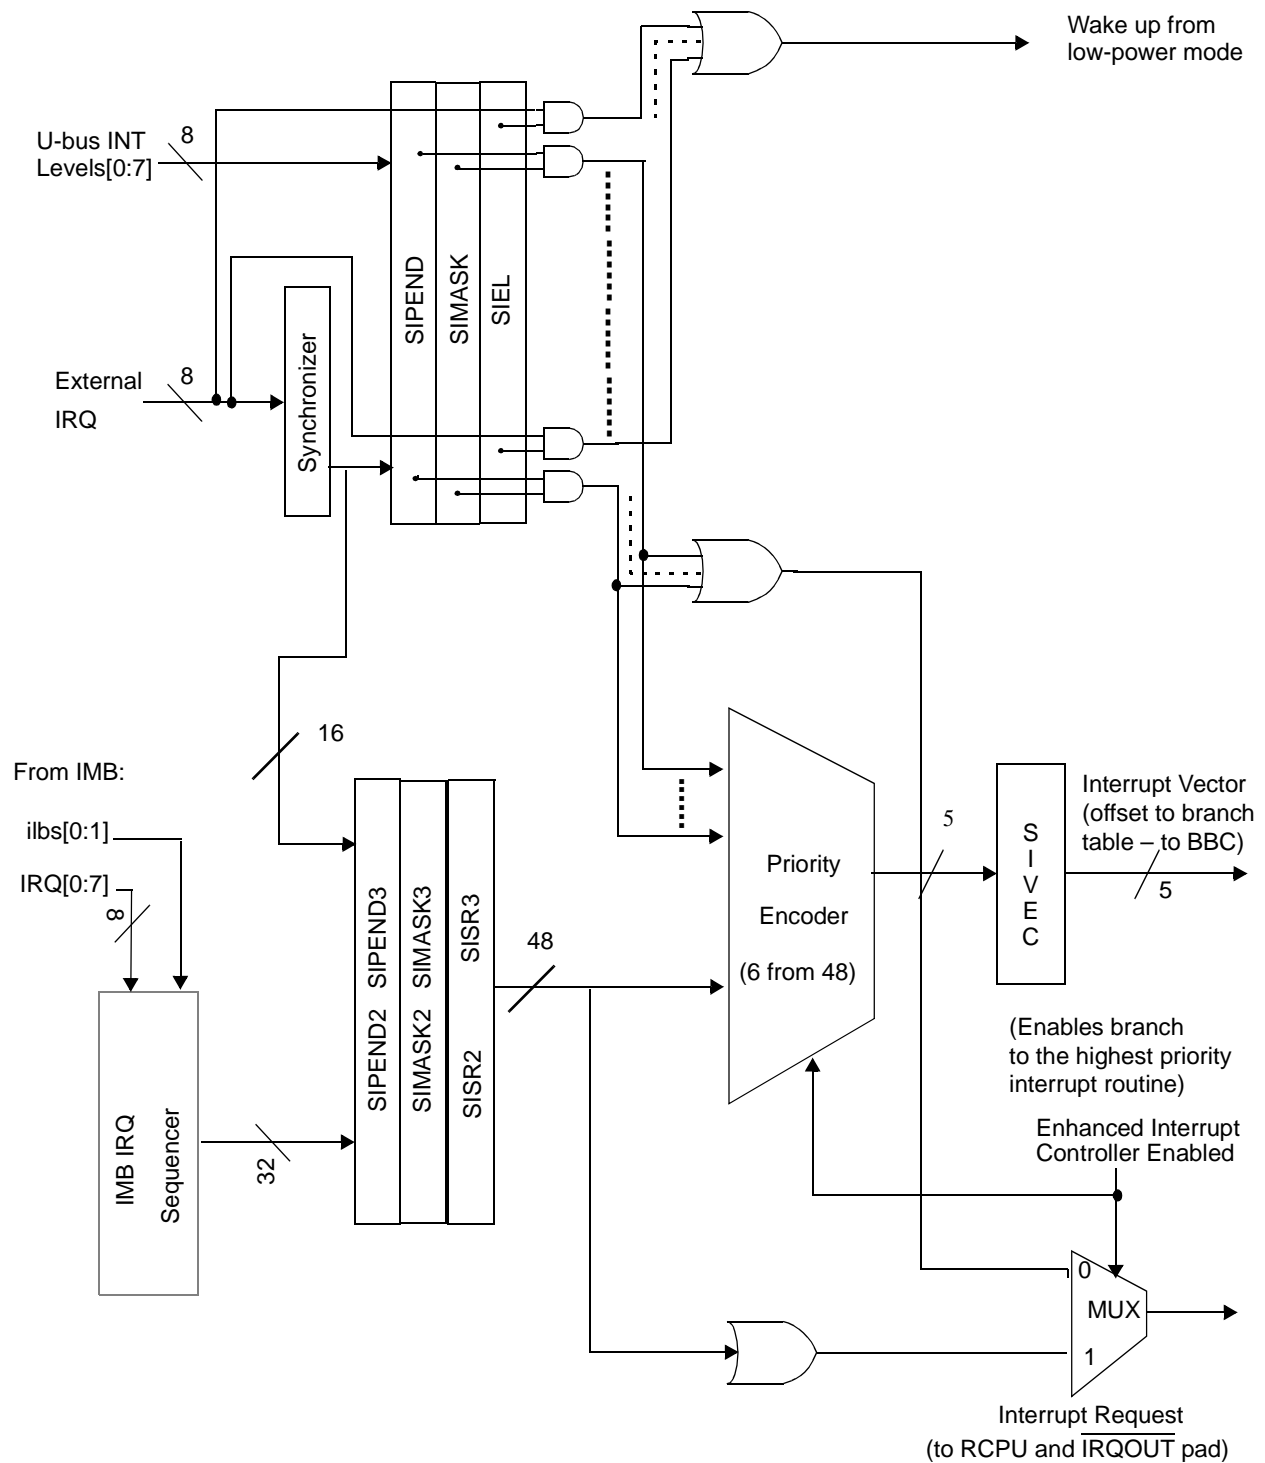 Wake up from
low-power mode
U-bus INT
Levels[0:7]
8
SIPEND
SIMASK
SIEL
External
IRQ
8
Synchronizer
16
From IMB:
ilbs[0:1]
IRQ[0:7]
8
IMB IRQ
Sequencer
32
SIPEND2 SIPEND3
SIMASK2 SIMASK3
SISR2 SISR3
48
Priority
Encoder
(6 from 48)
5
S
I
V
E
C
Interrupt Vector
(offset to branch
table – to BBC)
5
(Enables branch
to the highest priority
interrupt routine)
Enhanced Interrupt
Controller Enabled
0
MUX
1
Interrupt Request
(to RCPU and IRQOUT pad)